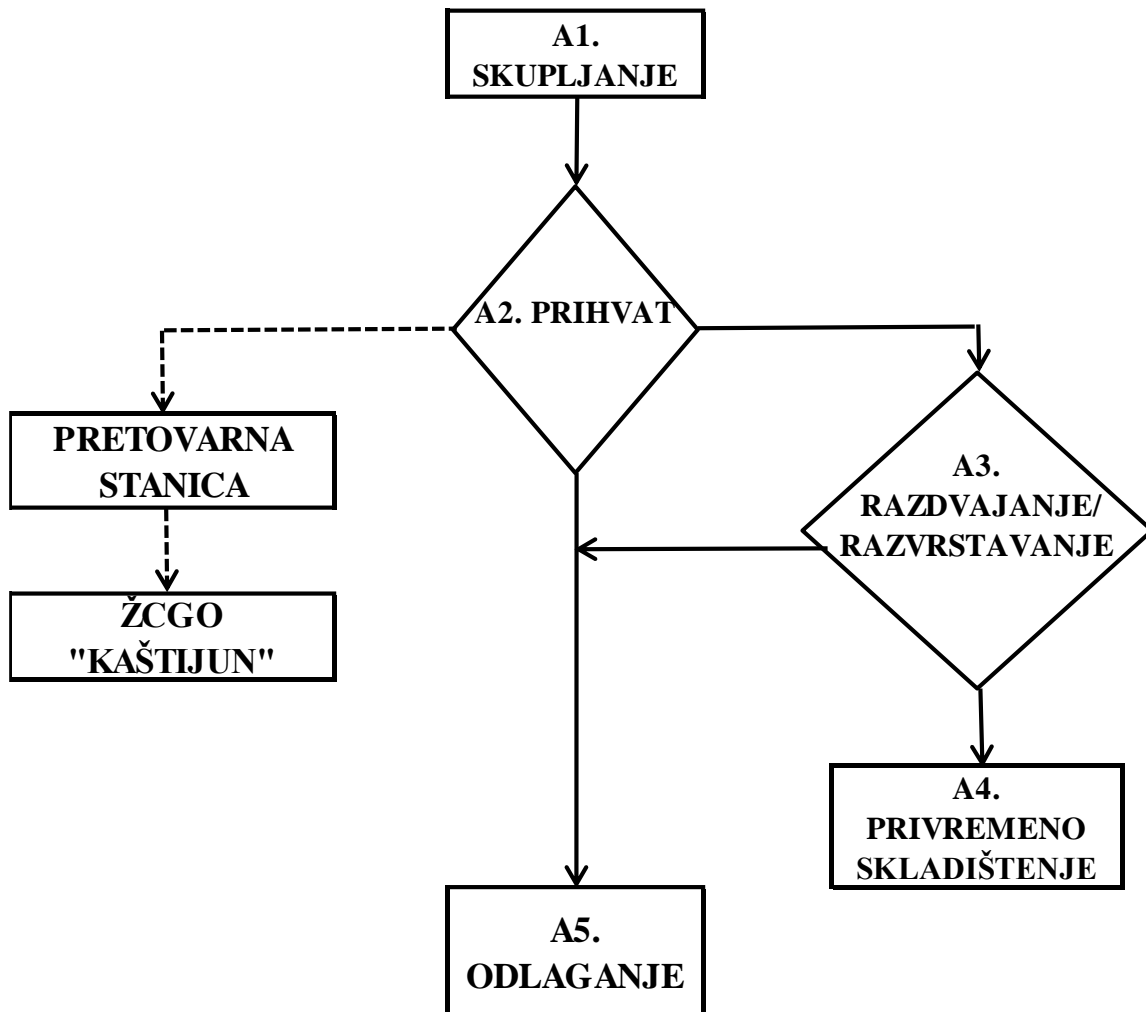 A1.
SKUPLJANJE
A2. PRIHVAT
PRETOVARNA
STANICA
A3.
RAZDVAJANJE/
RAZVRSTAVANJE
ŽCGO
"KAŠTIJUN"
A4.
PRIVREMENO
SKLADIŠTENJE
A5.
ODLAGANJE